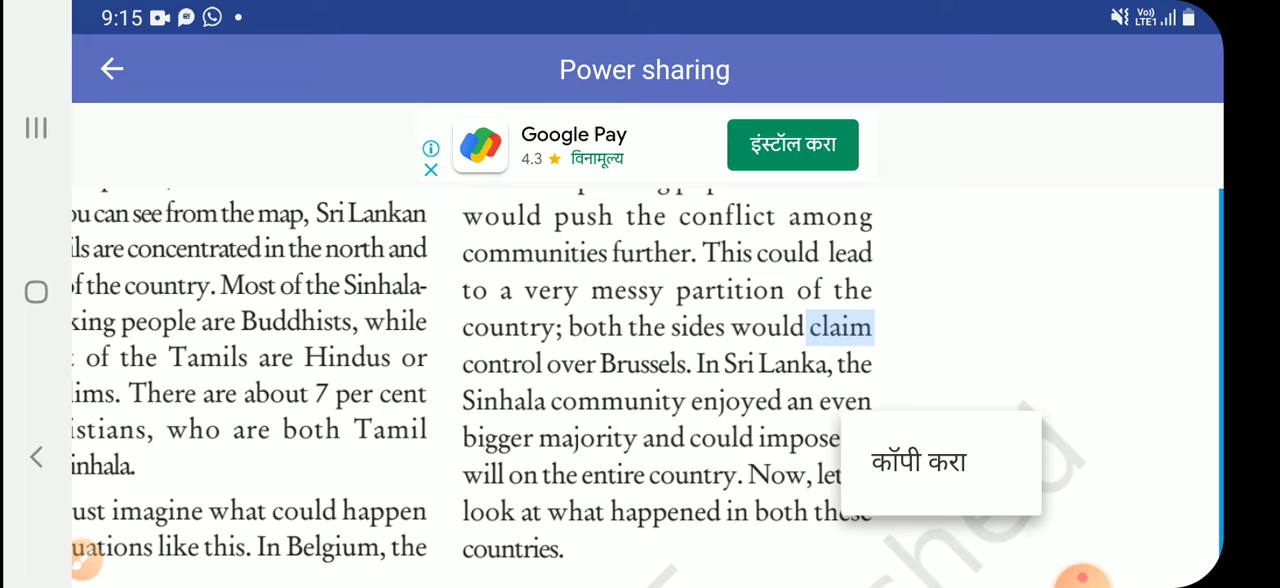 9:15
Vo)
LTE1
Power sharing
Google Pay
4.3 ★ विनामूल्य
इंस्टॉल करा
ou can see from the map, Sri Lankan
ils are concentrated in the north and
of the country. Most of the Sinhala-
king people are Buddhists, while
of the Tamils are Hindus or
lims. There are about 7 per cent
istians, who are both Tamil
inhala.
ust imagine what could happen
uations like this. In Belgium, the
would push the conflict among
communities further. This could lead
to a very messy partition of the
country; both the sides would claim
control over Brussels. In Sri Lanka, the
Sinhala community enjoyed an even
bigger majority and could impose
will on the entire country. Now, let
look at what happened in both these
countries.
कॉपी करा